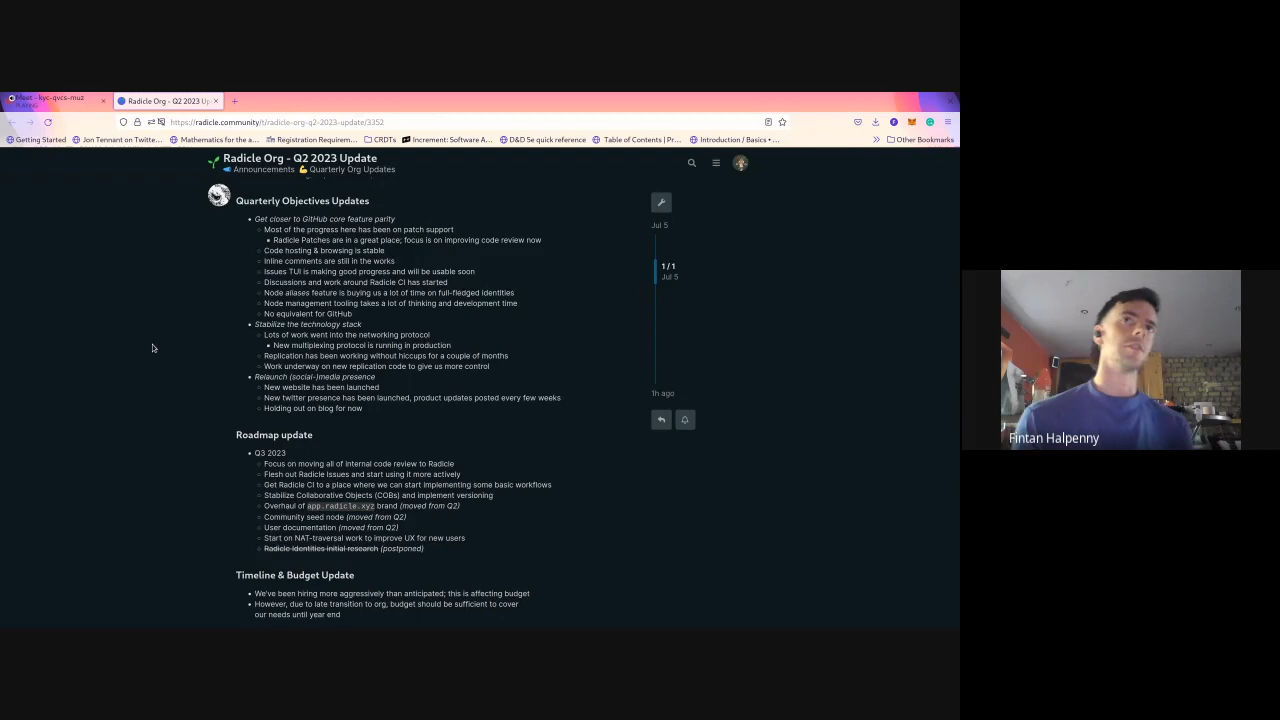 Meet - kyc-qvcs-muz
PLAYING
Radicle Org - Q2 2023 Up
https://radicle.community/t/radicle-org-q2-2023-update/3352
Getting Started
Jon Tennant on Twitte…
Mathematics for the a…
Registration Requirem…
CRDTs
Increment: Software A…
D&D 5e quick reference
Table of Contents | Pr…
Introduction / Basics • …
Other Bookmarks
Radicle Org - Q2 2023 Update
Announcements Quarterly Org Updates
Quarterly Objectives Updates
Get closer to GitHub core feature parity
Most of the progress here has been on patch support
Radicle Patches are in a great place; focus is on improving code review now
Code hosting & browsing is stable
Inline comments are still in the works
Issues TUI is making good progress and will be usable soon
Discussions and work around Radicle CI has started
Node aliases feature is buying us a lot of time on full-fledged identities
Node management tooling takes a lot of thinking and development time
No equivalent for GitHub
Stabilize the technology stack
Lots of work went into the networking protocol
New multiplexing protocol is running in production
Replication has been working without hiccups for a couple of months
Work underway on new replication code to give us more control
Relaunch (social-)media presence
New website has been launched
New twitter presence has been launched, product updates posted every few weeks
Holding out on blog for now
Roadmap update
Q3 2023
Focus on moving all of internal code review to Radicle
Flesh out Radicle Issues and start using it more actively
Get Radicle CI to a place where we can start implementing some basic workflows
Stabilize Collaborative Objects (COBs) and implement versioning
Overhaul of app.radicle.xyz brand (moved from Q2)
Community seed node (moved from Q2)
User documentation (moved from Q2)
Start on NAT-traversal work to improve UX for new users
Radicle identities initial research (postponed)
Timeline & Budget Update
We've been hiring more aggressively than anticipated; this is affecting budget
However, due to late transition to org, budget should be sufficient to cover
our needs until year end
Jul 5
1 / 1
Jul 5
1h ago
Fintan Halpenny